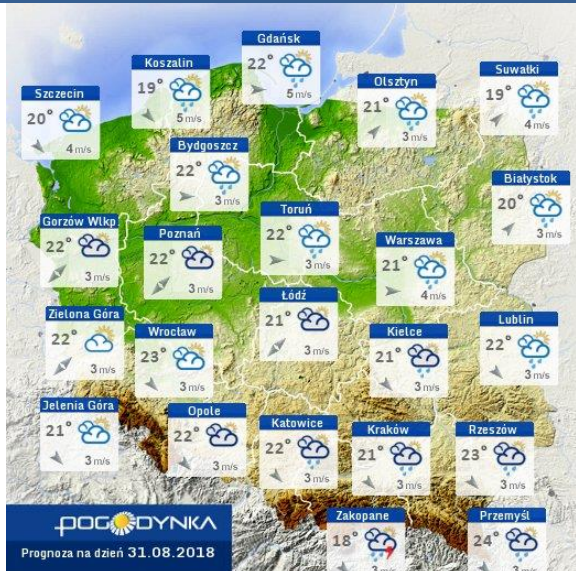 Gdańsk
22°
5 m/s
Koszalin
19°
5 m/s
Suwałki
19°
4 m/s
Olsztyn
21°
3 m/s
Szczecin
20°
4 m/s
Bydgoszcz
22°
3 m/s
Białystok
20°
3 m/s
Toruń
22°
3 m/s
Gorzów Wlkp
22°
3 m/s
Poznań
22°
3 m/s
Warszawa
21°
4 m/s
Łódź
21°
3 m/s
Zielona Góra
22°
3 m/s
Wrocław
23°
3 m/s
Kielce
21°
3 m/s
Lublin
22°
3 m/s
Jelenia Góra
21°
3 m/s
Opole
22°
3 m/s
Katowice
22°
3 m/s
Kraków
21°
3 m/s
Rzeszów
23°
3 m/s
Zakopane
18°
Przemyśl
24°
POGODYNKA
Prognoza na dzień 31.08.2018